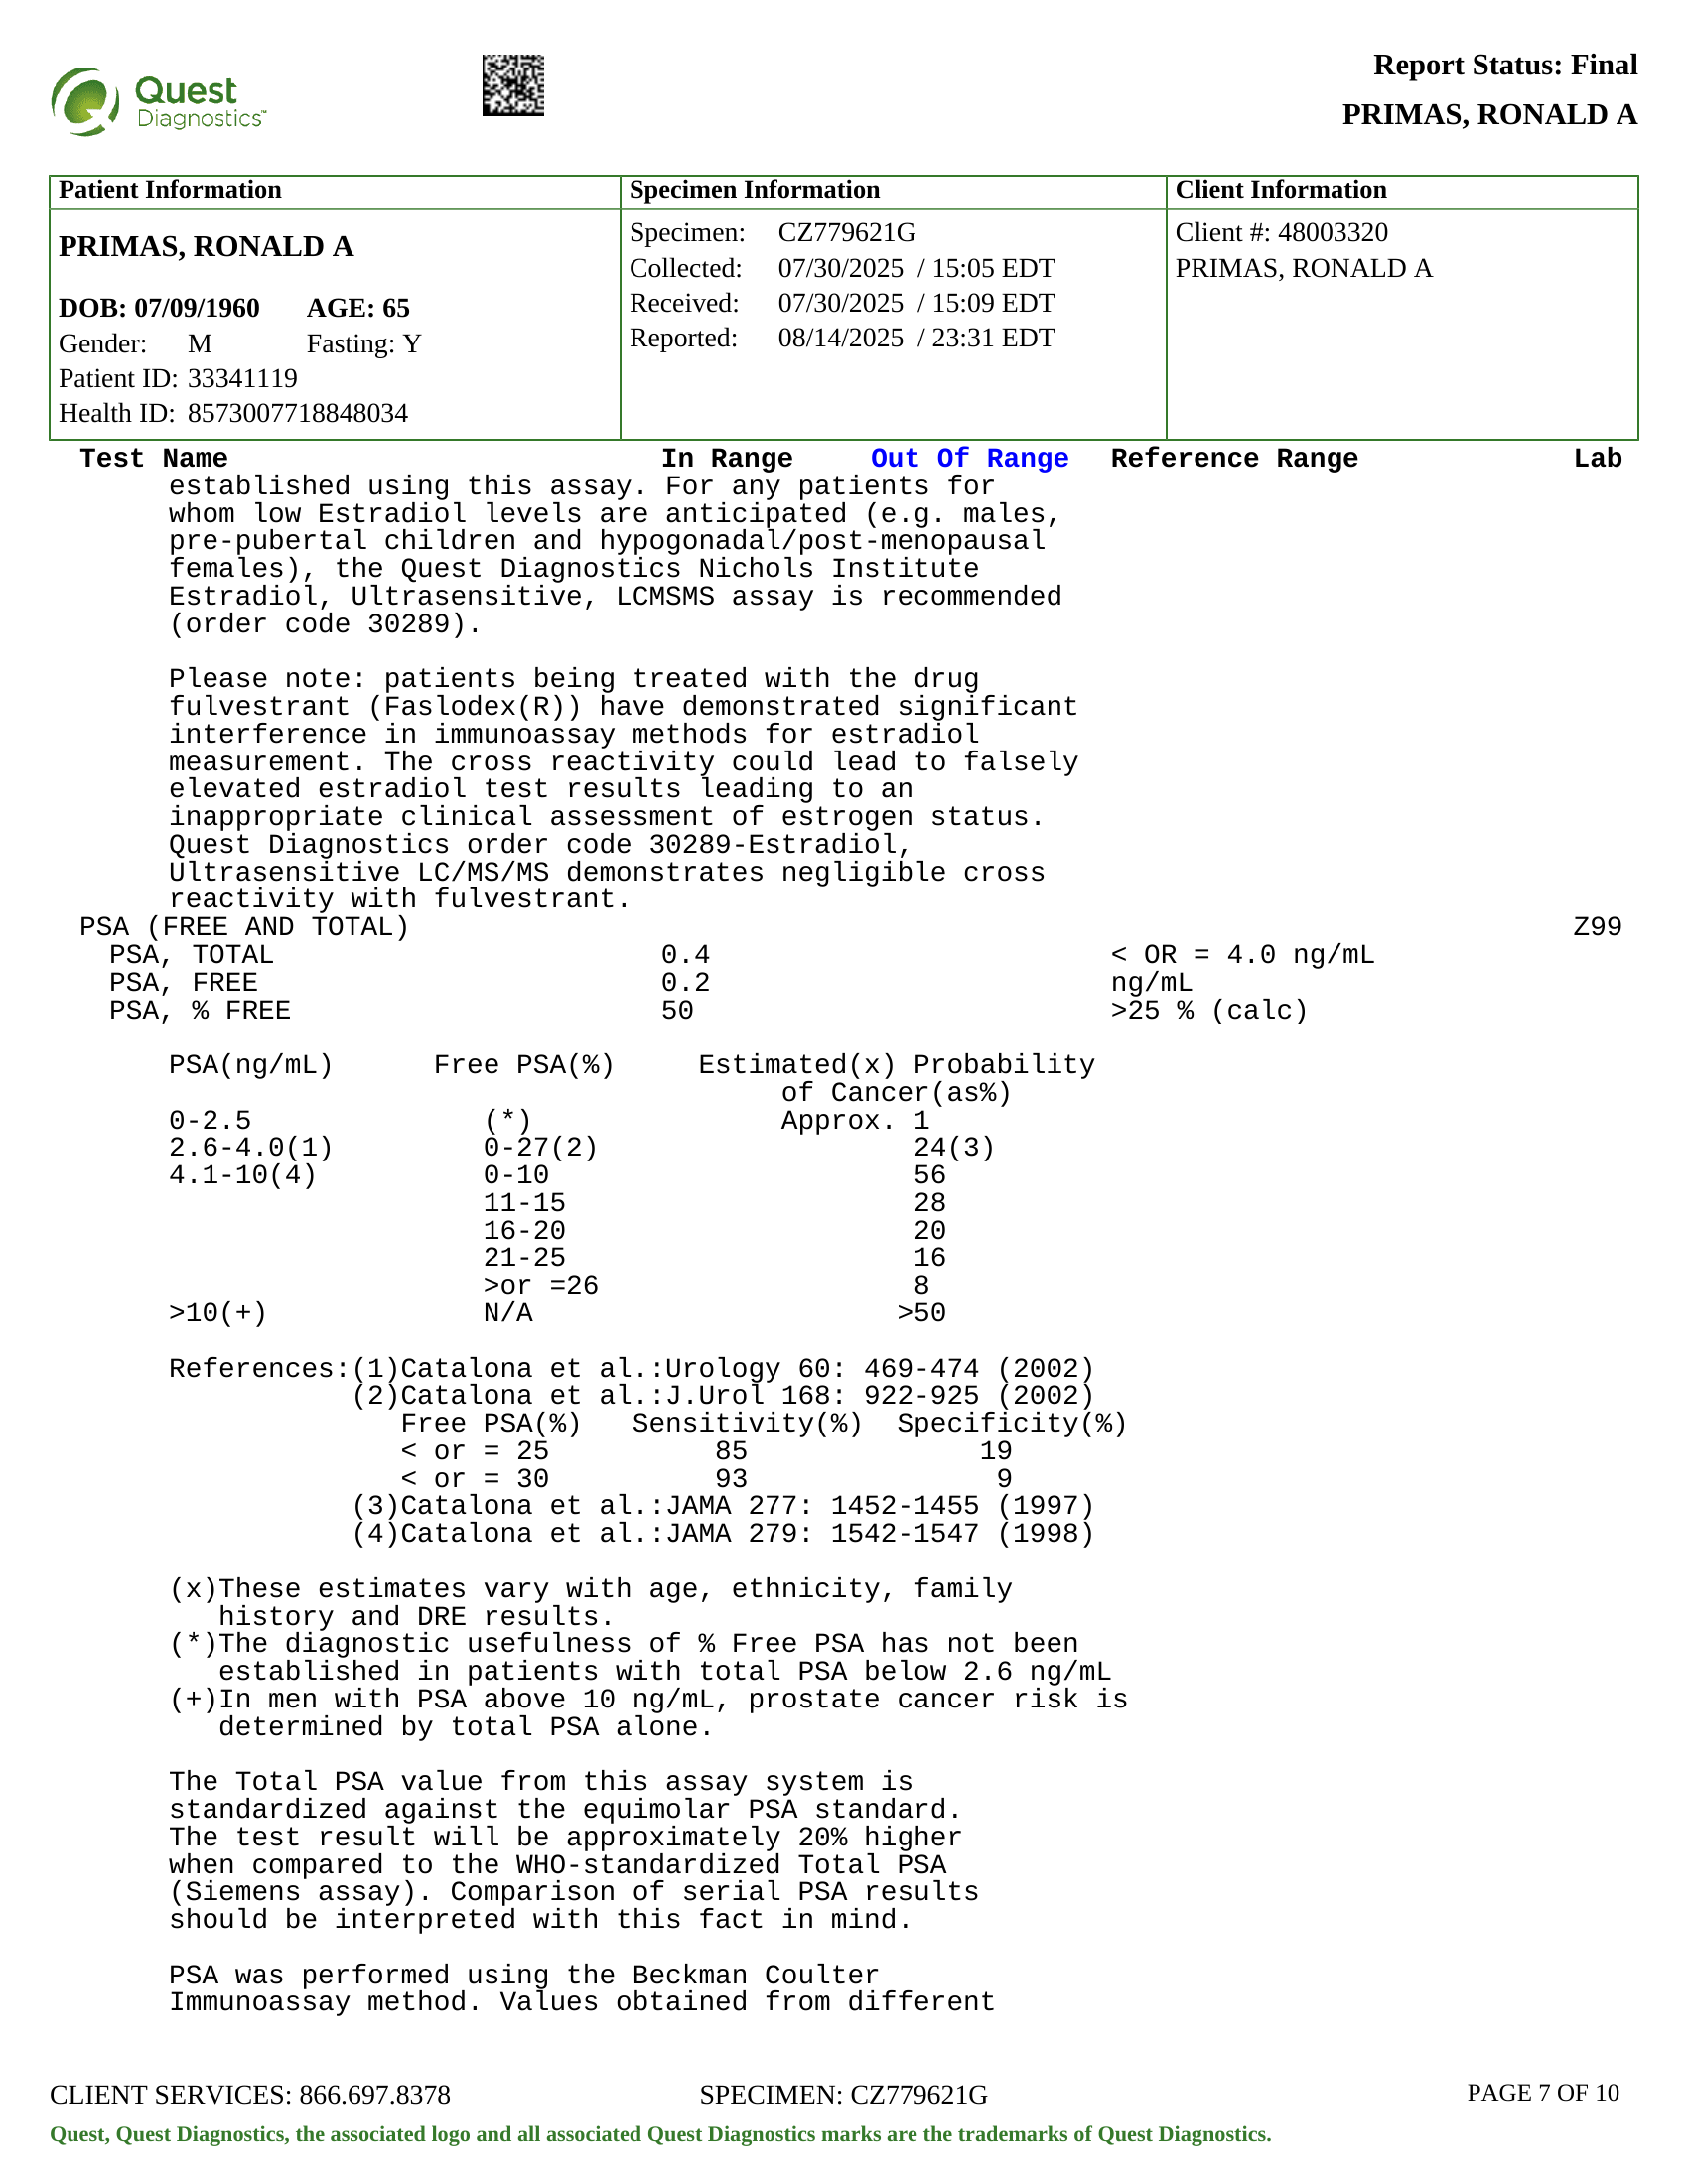 Quest
Diagnostics™
Report Status: Final
PRIMAS, RONALD A
Patient Information
Specimen Information
Client Information
PRIMAS, RONALD A
DOB: 07/09/1960 AGE: 65
Gender: M Fasting: Y
Patient ID: 33341119
Health ID: 8573007718848034
Specimen: CZ779621G
Collected: 07/30/2025 / 15:05 EDT
Received: 07/30/2025 / 15:09 EDT
Reported: 08/14/2025 / 23:31 EDT
Client #: 48003320
PRIMAS, RONALD A
Test Name In Range Out Of Range Reference Range Lab
established using this assay. For any patients for
whom low Estradiol levels are anticipated (e.g. males,
pre-pubertal children and hypogonadal/post-menopausal
females), the Quest Diagnostics Nichols Institute
Estradiol, Ultrasensitive, LCMSMS assay is recommended
(order code 30289).
Please note: patients being treated with the drug
fulvestrant (Faslodex(R)) have demonstrated significant
interference in immunoassay methods for estradiol
measurement. The cross reactivity could lead to falsely
elevated estradiol test results leading to an
inappropriate clinical assessment of estrogen status.
Quest Diagnostics order code 30289-Estradiol,
Ultrasensitive LC/MS/MS demonstrates negligible cross
reactivity with fulvestrant.
PSA (FREE AND TOTAL) Z99
PSA, TOTAL 0.4 < OR = 4.0 ng/mL
PSA, FREE 0.2 ng/mL
PSA, % FREE 50 >25 % (calc)
PSA(ng/mL) Free PSA(%) Estimated(x) Probability
of Cancer(as%)
0-2.5 (*) Approx. 1
2.6-4.0(1) 0-27(2) 24(3)
4.1-10(4) 0-10 56
11-15 28
16-20 20
21-25 16
>or =26 8
>10(+) N/A >50
References:(1)Catalona et al.:Urology 60: 469-474 (2002)
(2)Catalona et al.:J.Urol 168: 922-925 (2002)
Free PSA(%) Sensitivity(%) Specificity(%)
< or = 25 85 19
< or = 30 93 9
(3)Catalona et al.:JAMA 277: 1452-1455 (1997)
(4)Catalona et al.:JAMA 279: 1542-1547 (1998)
(x)These estimates vary with age, ethnicity, family
history and DRE results.
(*)The diagnostic usefulness of % Free PSA has not been
established in patients with total PSA below 2.6 ng/mL
(+)In men with PSA above 10 ng/mL, prostate cancer risk is
determined by total PSA alone.
The Total PSA value from this assay system is
standardized against the equimolar PSA standard.
The test result will be approximately 20% higher
when compared to the WHO-standardized Total PSA
(Siemens assay). Comparison of serial PSA results
should be interpreted with this fact in mind.
PSA was performed using the Beckman Coulter
Immunoassay method. Values obtained from different
CLIENT SERVICES: 866.697.8378 SPECIMEN: CZ779621G PAGE 7 OF 10
Quest, Quest Diagnostics, the associated logo and all associated Quest Diagnostics marks are the trademarks of Quest Diagnostics.